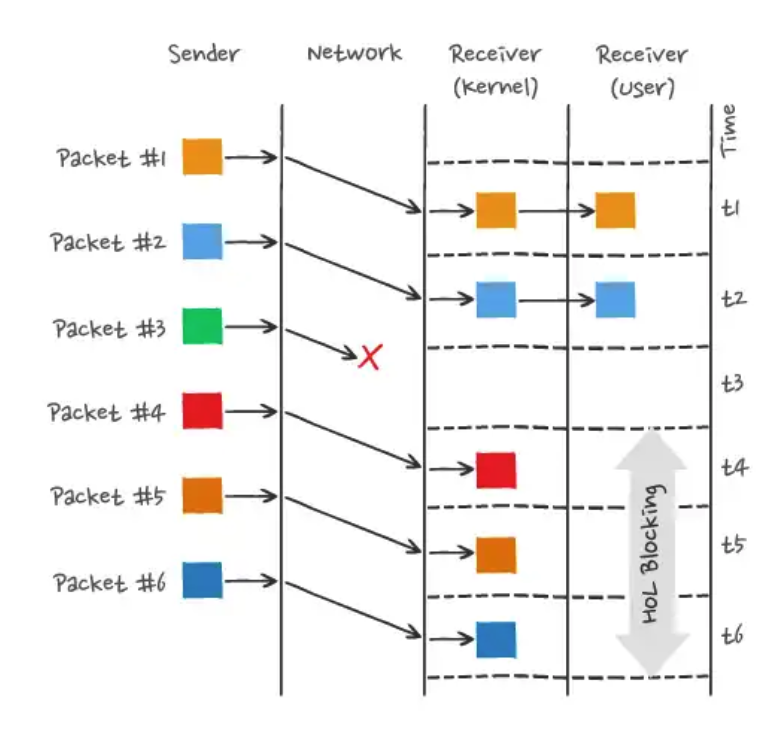 Sender
Network
Receiver
(kernel)
Receiver
(user)
Time
Packet #1
t1
Packet #2
t2
Packet #3
t3
Packet #4
t4
Packet #5
t5
Packet #6
t6
HoL Blocking